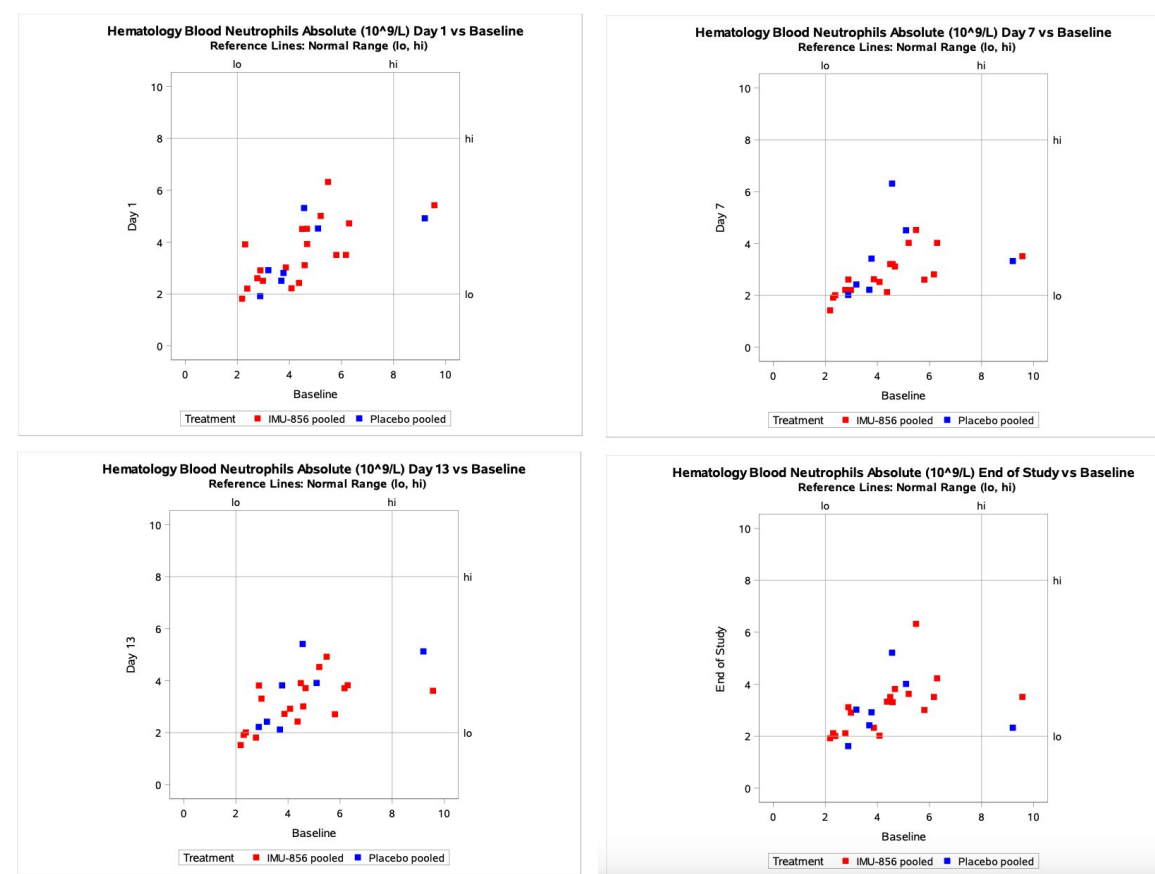 Hematology Blood Neutrophils Absolute (10^9/L) Day 1 vs Baseline
Reference Lines: Normal Range (lo, hi)
lo hi
10
8 hi
6
Day 1
4
2 lo
0
0 2 4 6 8 10
Baseline
Treatment IMU-856 pooled Placebo pooled
Hematology Blood Neutrophils Absolute (10^9/L) Day 7 vs Baseline
Reference Lines: Normal Range (lo, hi)
lo hi
10
8 hi
6
Day 7
4
2 lo
0
0 2 4 6 8 10
Baseline
Treatment IMU-856 pooled Placebo pooled
Hematology Blood Neutrophils Absolute (10^9/L) Day 13 vs Baseline
Reference Lines: Normal Range (lo, hi)
lo hi
10
8 hi
6
Day 13
4
2 lo
0
0 2 4 6 8 10
Baseline
Treatment IMU-856 pooled Placebo pooled
Hematology Blood Neutrophils Absolute (10^9/L) End of Study vs Baseline
Reference Lines: Normal Range (lo, hi)
lo hi
10
8 hi
6
End of Study
4
2 lo
0
0 2 4 6 8 10
Baseline
Treatment IMU-856 pooled Placebo pooled